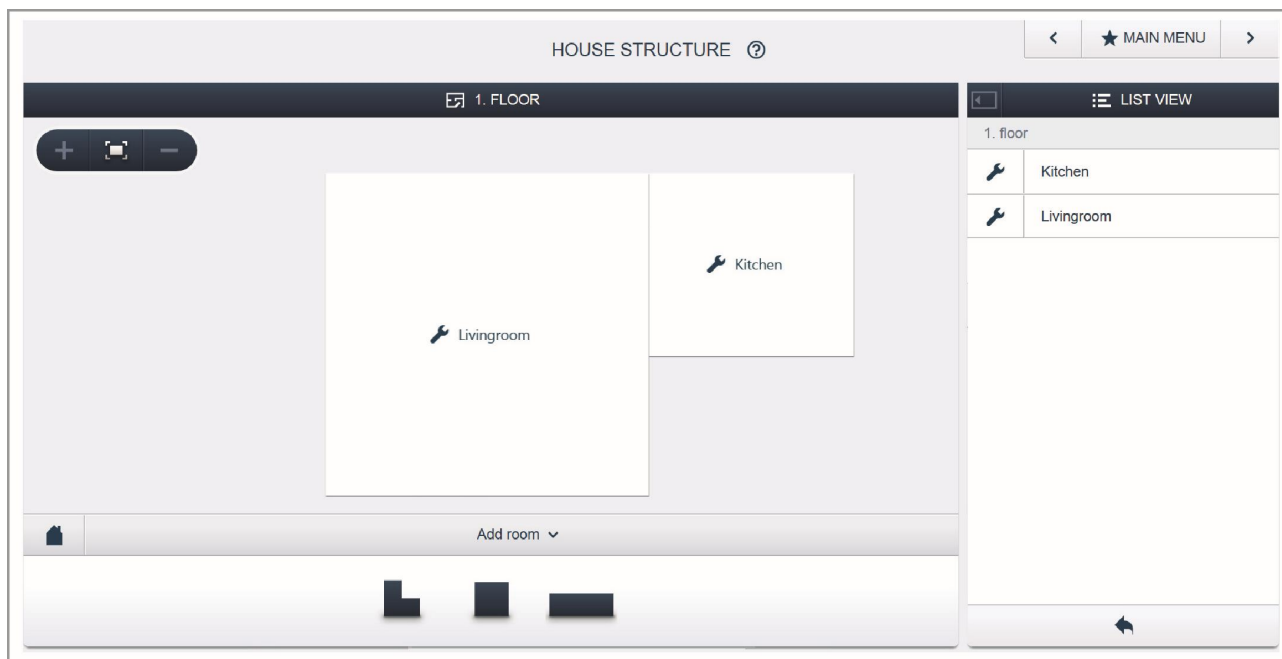 HOUSE STRUCTURE ?
MAIN MENU
1. FLOOR
LIST VIEW
1. floor
Kitchen
Livingroom
Kitchen
Livingroom
Add room